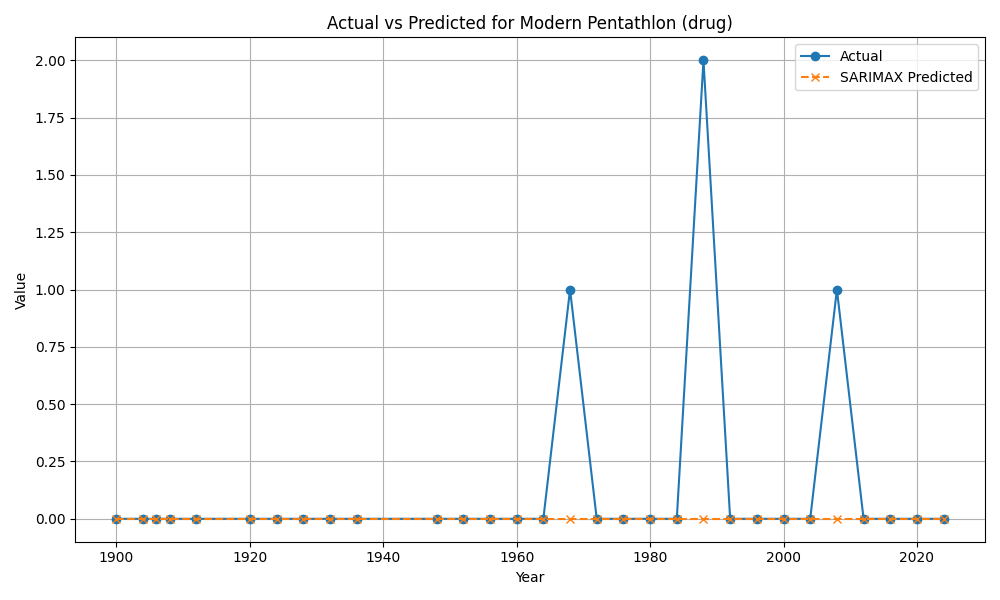 Actual vs Predicted for Modern Pentathlon (drug)
Actual
SARIMAX Predicted
Value
2.00
1.75
1.50
1.25
1.00
0.75
0.50
0.25
0.00
1900 1920 1940 1960 1980 2000 2020
Year